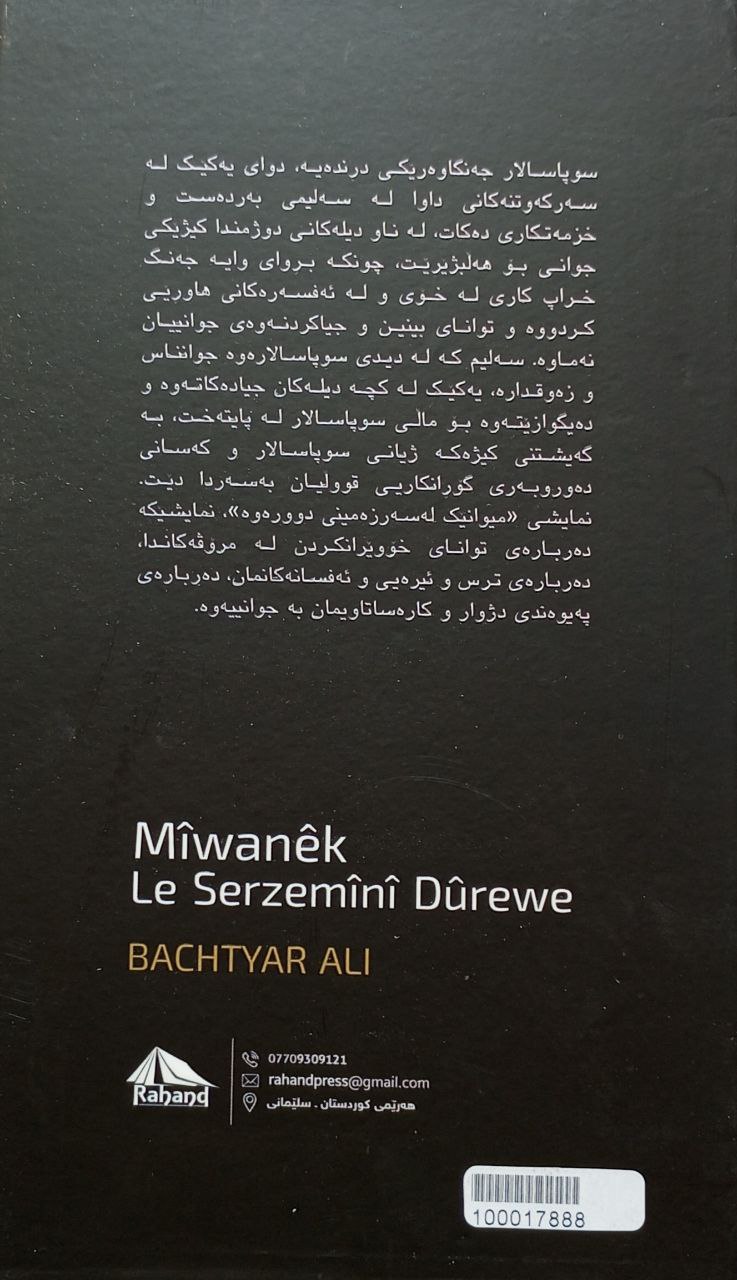 سوپاسالار جەنگاوەرێکی درندەیە، دوای یەکێک لە
سەرکەوتنەکانی داوا لە سەلیمی بەردەست و
خزمەتکاری دەکات، لە ناو دیلەکانی دوژمندا کیژێکی
جوانی بۆ هەڵبژێرێت، چونکە بڕوای وایە جەنگ
خراپ کاری لە خۆی و لە ئەفسەرەکانی هاوڕێی
کردووە و توانای بینین و جیاکردنەوەی جوانییان
نەماوە. سەلیم کە لە دیدی سوپاسالارەوە جوانناس
و زەوقدارە، یەکێک لە کچە دیلەکان جیادەکاتەوە و
دەیگوازێتەوە بۆ ماڵی سوپاسالار لە پایتەخت، بە
گەیشتنی کیژەکە ژیانی سوپاسالار و کەسانی
دەوروبەری گۆڕانکاریی قووڵیان بەسەردا دێت.
نمایشی «میوانێک لەسەرزەمینی دوورەوە»، نمایشێکە
دەربارەی توانای خۆوێرانکردن لە مرۆڤەکاندا،
دەربارەی ترس و ئیرەیی و ئەفسانەکانمان، دەربارەی
پەیوەندی دژوار و کارەساتاویمان بە جوانییەوە.
Mîwanêk
Le Serzemînî Dûrewe
BACHTYAR ALI
Rahand
07709309121
rahandpress@gmail.com
هەرێمی کوردستان - سلێمانی
100017888